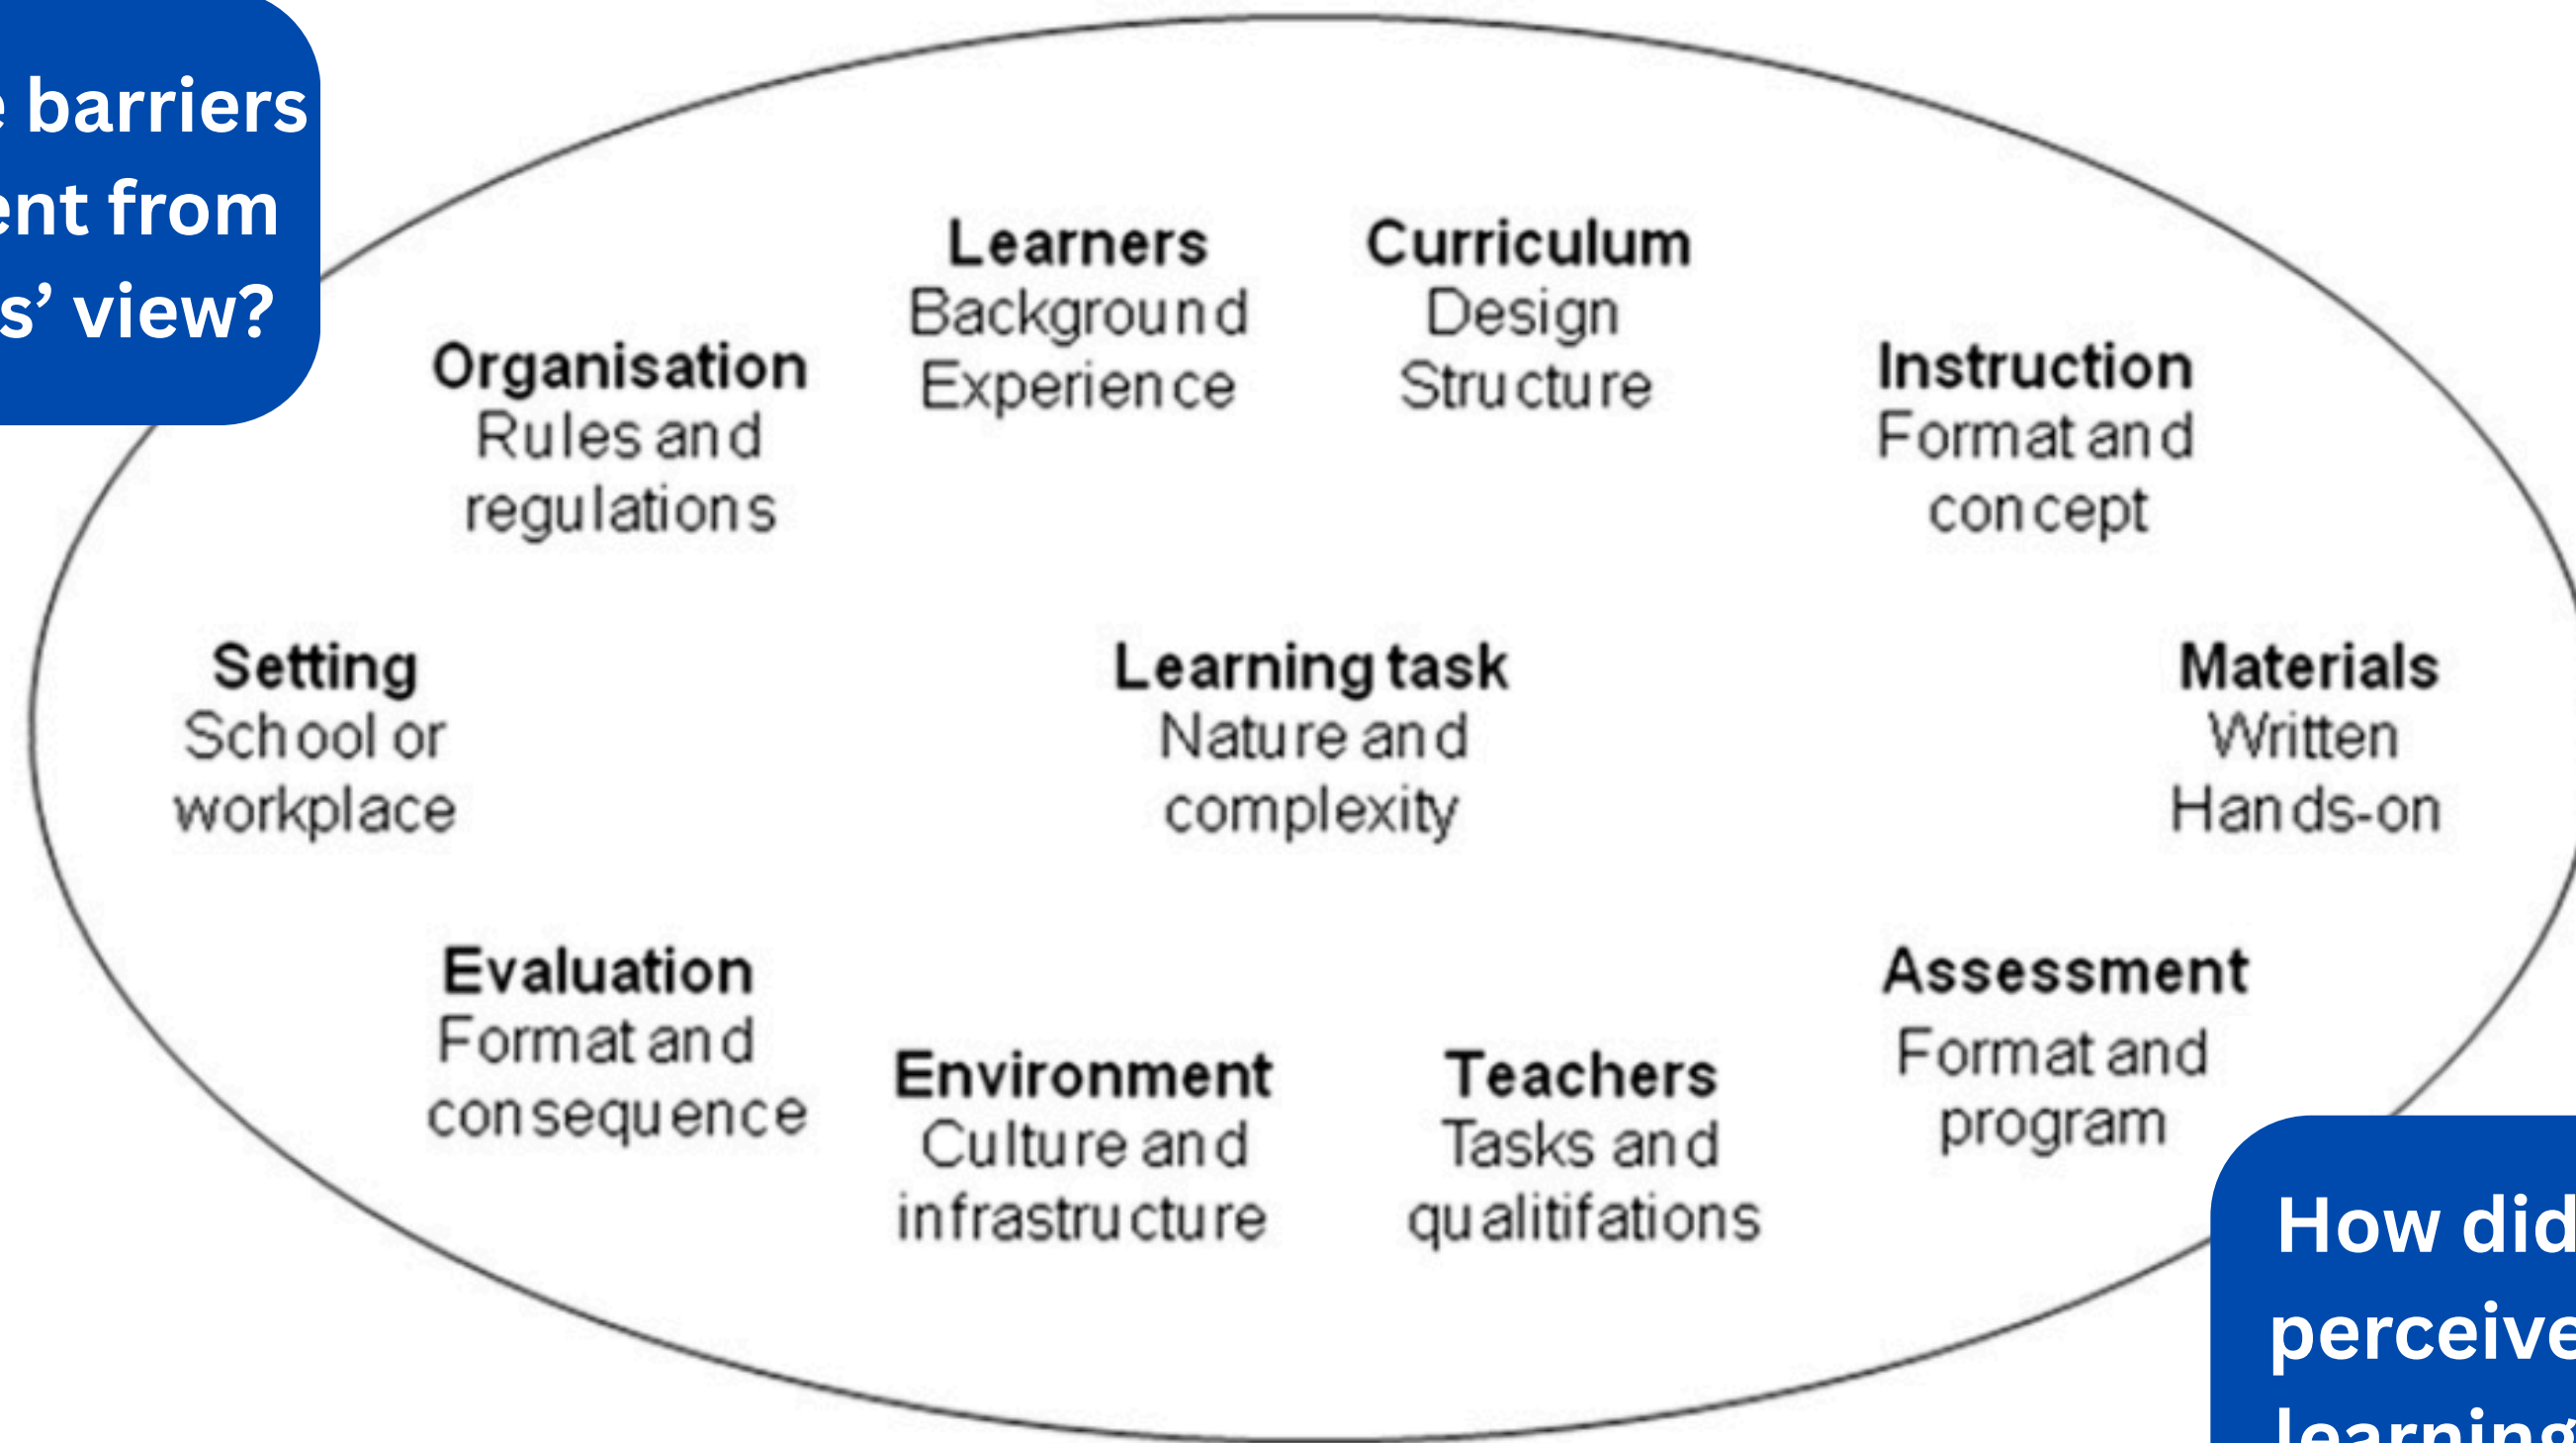 barriers
ent from
s’ view?
Learners
Background
Experience
Curriculum
Design
Structure
Organisation
Rules and
regulations
Instruction
Format and
concept
Setting
School or
workplace
Learning task
Nature and
complexity
Materials
Written
Hands-on
Evaluation
Format and
consequence
Environment
Culture and
infrastructure
Teachers
Tasks and
qualitifations
Assessment
Format and
program
How did
perceive
learning